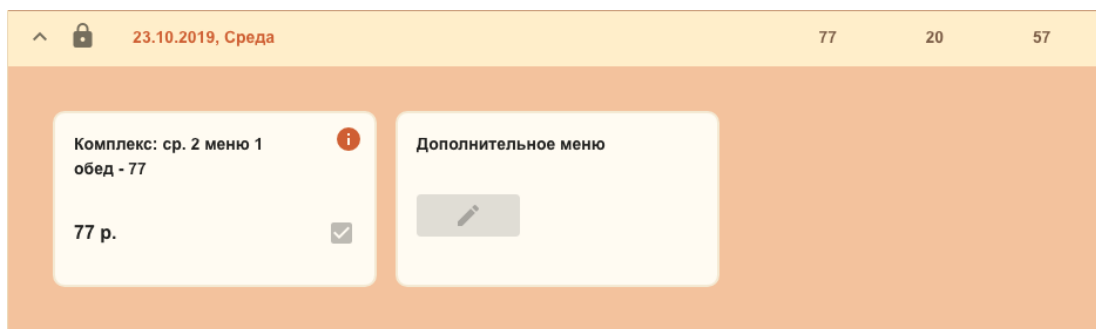 23.10.2019, Среда 77 20 57
Комплекс: ср. 2 меню 1
обед - 77
77 р.
Дополнительное меню